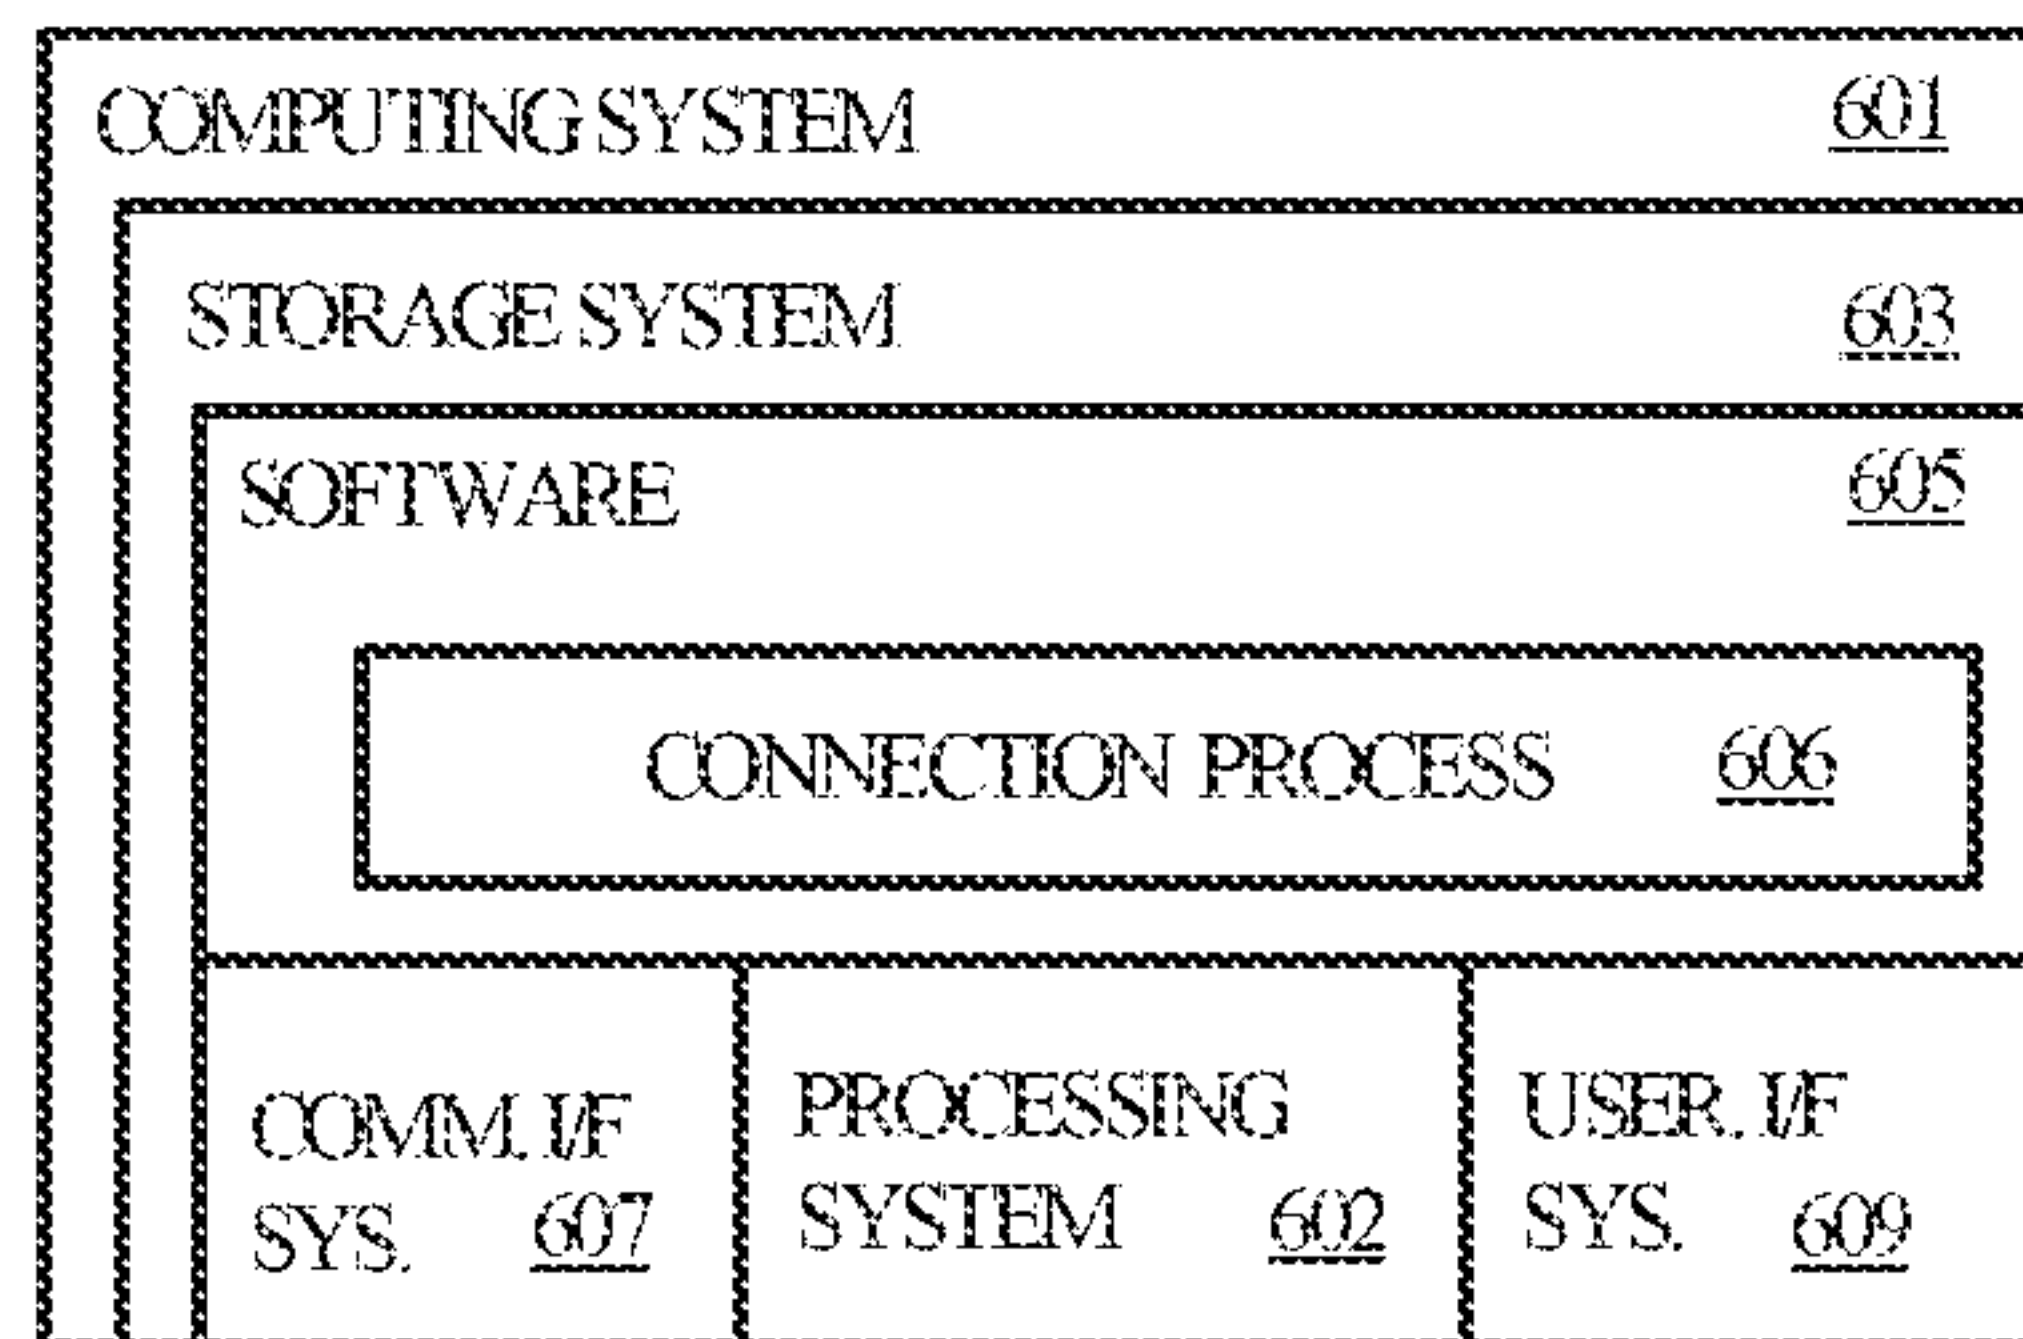 COMPUTING SYSTEM 601
STORAGE SYSTEM 603
SOFTWARE 605
CONNECTION PROCESS 606
COMM. I/F
SYS. 607
PROCESSING
SYSTEM 602
USER. I/F
SYS. 609